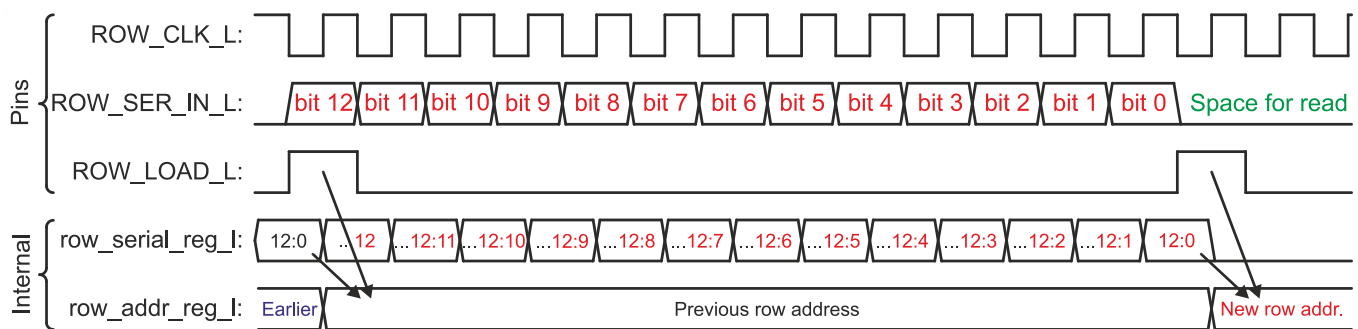 Pins
ROW_CLK_L:
ROW_SER_IN_L: bit 12 bit 11 bit 10 bit 9 bit 8 bit 7 bit 6 bit 5 bit 4 bit 3 bit 2 bit 1 bit 0 Space for read
ROW_LOAD_L:
Internal
row_serial_reg_l: 12:0 ...12 ...12:11 ...12:10 ...12:9 ...12:8 ...12:7 ...12:6 ...12:5 ...12:4 ...12:3 ...12:2 ...12:1 12:0
row_addr_reg_l: Earlier Previous row address New row addr.